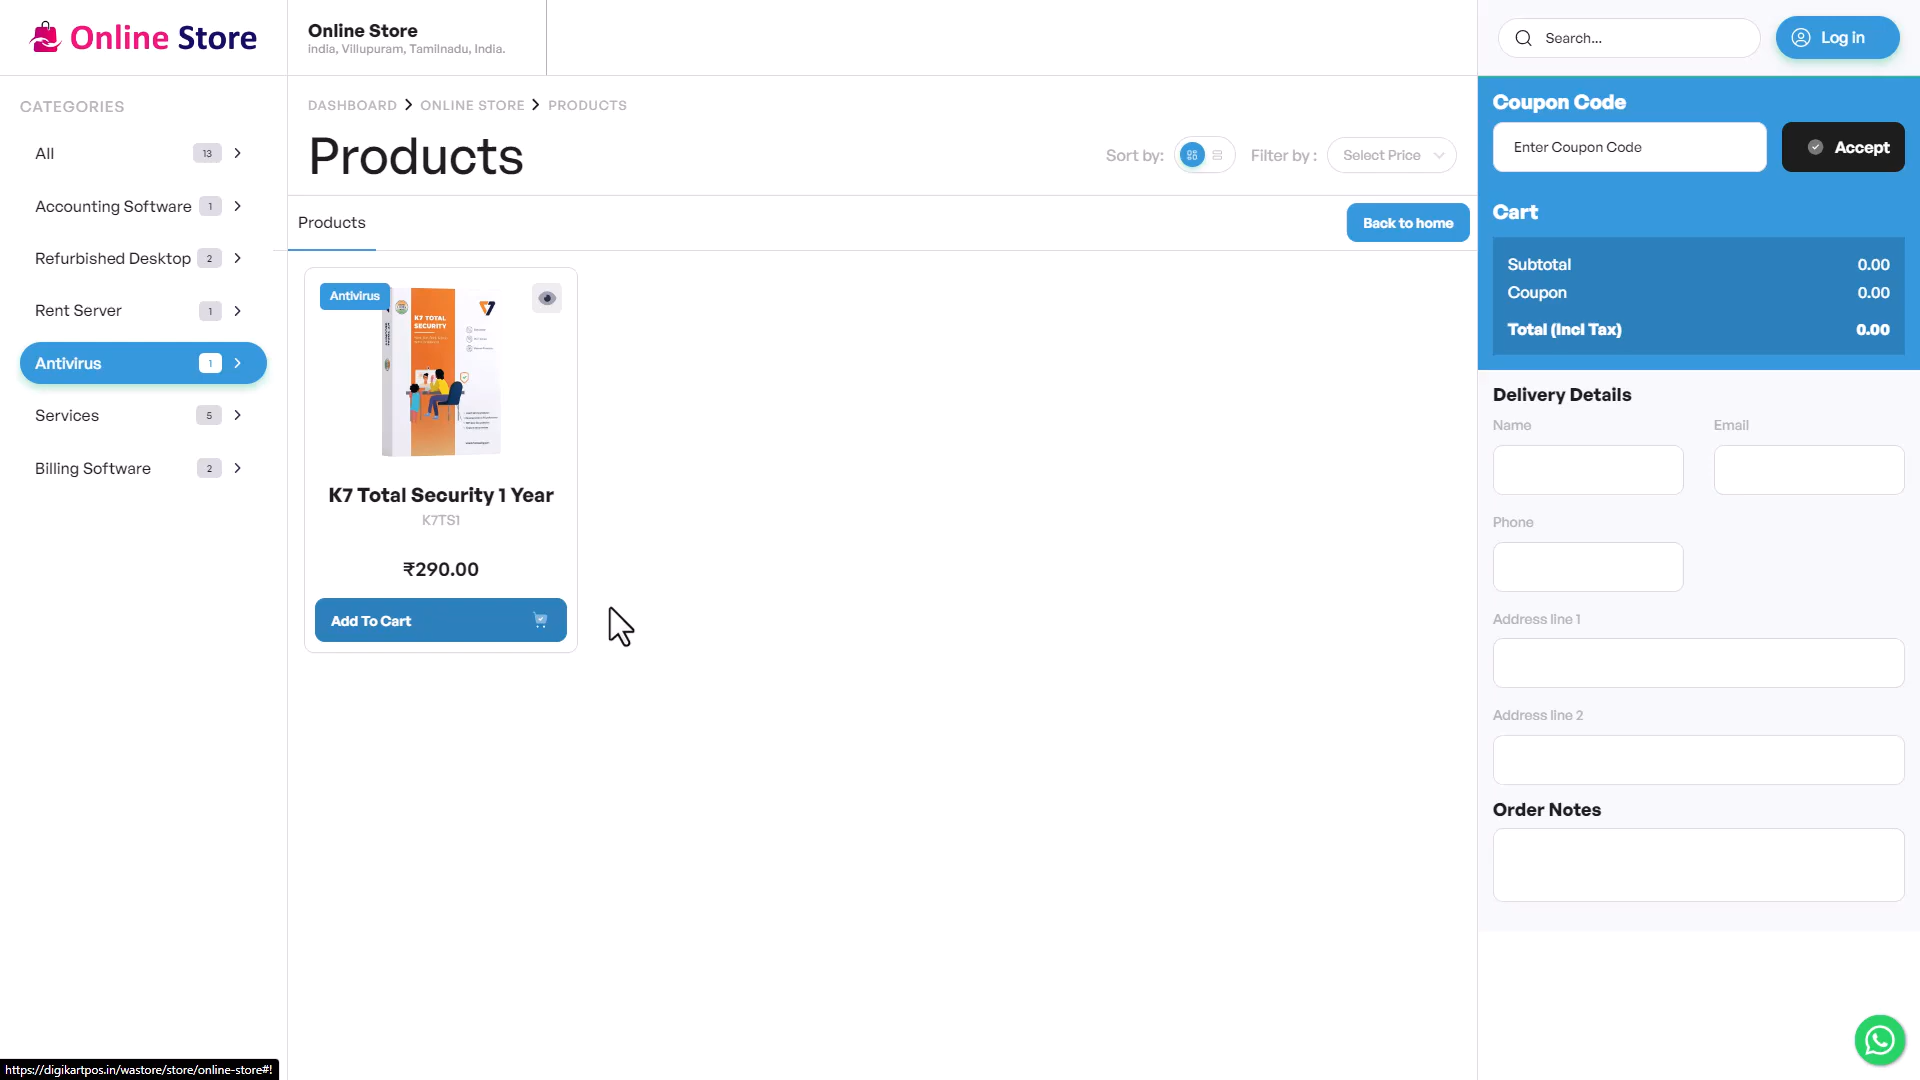 Online Store
Online Store
india, Villupuram, Tamilnadu, India.
Search...
Log in
CATEGORIES
All 13
Accounting Software 1
Refurbished Desktop 2
Rent Server 1
Antivirus 1
Services 5
Billing Software 2
DASHBOARD > ONLINE STORE > PRODUCTS
Products
Sort by:
Filter by :
Select Price
Products
Back to home
Antivirus
K7 TOTAL
SECURITY
K7 Total Security 1 Year
K7TS1
₹290.00
Add To Cart
Coupon Code
Enter Coupon Code
Accept
Cart
Subtotal 0.00
Coupon 0.00
Total (Incl Tax) 0.00
Delivery Details
Name
Email
Phone
Address line 1
Address line 2
Order Notes
https://digikartpos.in/wastore/store/online-store#!